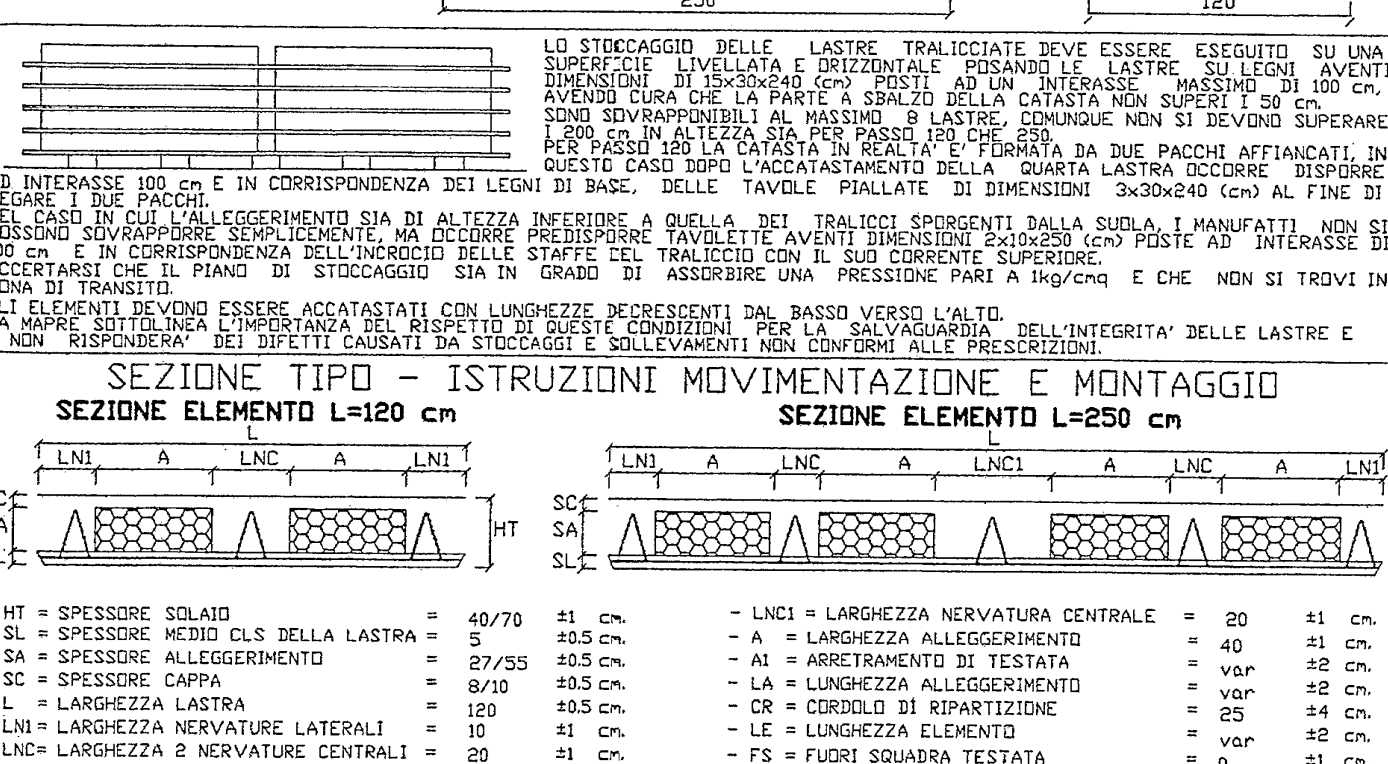 250
120
LO STOCCAGGIO DELLE LASTRE TRALICCIATE DEVE ESSERE ESEGUITO SU UNA
SUPERFICIE LIVELLATA E ORIZZONTALE POSANDO LE LASTRE SU LEGNI AVENTI
DIMENSIONI DI 15x30x240 (cm) POSTI AD UN INTERASSE MASSIMO DI 100 cm,
AVENDO CURA CHE LA PARTE A SBALZO DELLA CATASTA NON SUPERI I 50 cm.
SONO SOVRAPPONIBILI AL MASSIMO 8 LASTRE, COMUNQUE NON SI DEVONO SUPERARE
I 200 cm IN ALTEZZA SIA PER PASSO 120 CHE 250.
PER PASSO 120 LA CATASTA IN REALTA' E' FORMATA DA DUE PACCHI AFFIANCATI, IN
QUESTO CASO DOPO L'ACCATASTAMENTO DELLA QUARTA LASTRA OCCORRE DISPORRE
D INTERASSE 100 cm E IN CORRISPONDENZA DEI LEGNI DI BASE, DELLE TAVOLE PIALLATE DI DIMENSIONI 3x30x240 (cm) AL FINE DI
EGARE I DUE PACCHI.
EL CASO IN CUI L'ALLEGGERIMENTO SIA DI ALTEZZA INFERIORE A QUELLA DEI TRALICCI SPORGENTI DALLA SUOLA, I MANUFATTI NON SI
OSSONO SOVRAPPORRE SEMPLICEMENTE, MA OCCORRE PREDISPORRE TAVOLETTE AVENTI DIMENSIONI 2x10x250 (cm) POSTE AD INTERASSE DI
00 cm E IN CORRISPONDENZA DELL'INCROCIO DELLE STAFFE DEL TRALICCIO CON IL SUO CORRENTE SUPERIORE.
CCERTARSI CHE IL PIANO DI STOCCAGGIO SIA IN GRADO DI ASSORBIRE UNA PRESSIONE PARI A 1kg/cmq E CHE NON SI TROVI IN
ONA DI TRANSITO.
LI ELEMENTI DEVONO ESSERE ACCATASTATI CON LUNGHEZZE DECRESCENTI DAL BASSO VERSO L'ALTO.
A MAPRE SOTTOLINEA L'IMPORTANZA DEL RISPETTO DI QUESTE CONDIZIONI PER LA SALVAGUARDIA DELL'INTEGRITA' DELLE LASTRE E
NON RISPONDERA' DEI DIFETTI CAUSATI DA STOCCAGGI E SOLLEVAMENTI NON CONFORMI ALLE PRESCRIZIONI.
SEZIONE TIPO - ISTRUZIONI MOVIMENTAZIONE E MONTAGGIO
SEZIONE ELEMENTO L=120 cm
L
LN1 A LNC A LN1
C
A
L
HT
SEZIONE ELEMENTO L=250 cm
L
LN1 A LNC A LNC1 A LNC A LN1
SC
SA
SL
HT = SPESSORE SOLAIO = 40/70 ±1 cm.
SL = SPESSORE MEDIO CLS DELLA LASTRA = 5 ±0.5 cm.
SA = SPESSORE ALLEGGERIMENTO = 27/55 ±0.5 cm.
SC = SPESSORE CAPPA = 8/10 ±0.5 cm.
L = LARGHEZZA LASTRA = 120 ±0.5 cm.
LN1 = LARGHEZZA NERVATURE LATERALI = 10 ±1 cm.
LNC= LARGHEZZA 2 NERVATURE CENTRALI = 20 ±1 cm.
- LNC1 = LARGHEZZA NERVATURA CENTRALE = 20 ±1 cm.
- A = LARGHEZZA ALLEGGERIMENTO = 40 ±1 cm.
- A1 = ARRETRAMENTO DI TESTATA = var ±2 cm.
- LA = LUNGHEZZA ALLEGGERIMENTO = var ±2 cm.
- CR = CORDOLO DI RIPARTIZIONE = 25 ±4 cm.
- LE = LUNGHEZZA ELEMENTO = var ±2 cm.
- FS = FUORI SQUADRA TESTATA = ±1 cm.